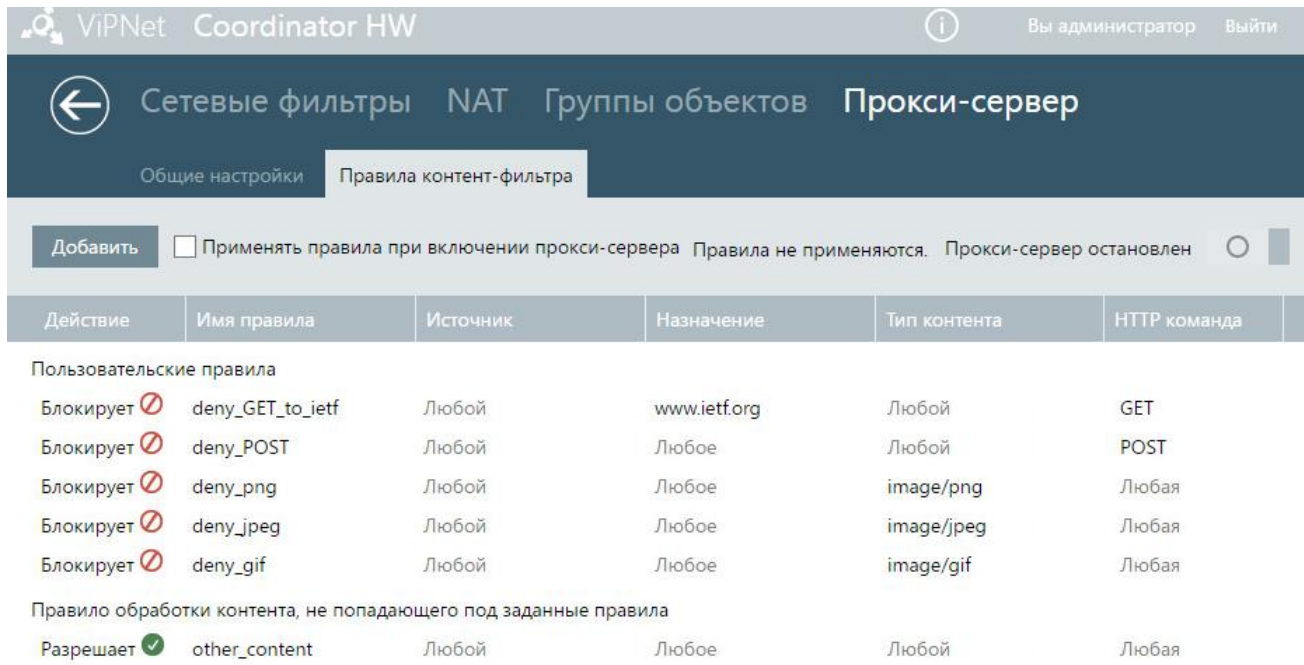 ViPNet Coordinator HW Вы администратор Выйти
Сетевые фильтры NAT Группы объектов Прокси-сервер
Общие настройки Правила контент-фильтра
Добавить Применять правила при включении прокси-сервера Правила не применяются. Прокси-сервер остановлен
Действие Имя правила Источник Назначение Тип контента HTTP команда
Пользовательские правила
Блокирует deny_GET_to_ietf Любой www.ietf.org Любой GET
Блокирует deny_POST Любой Любое Любой POST
Блокирует deny_png Любой Любое image/png Любая
Блокирует deny_jpeg Любой Любое image/jpeg Любая
Блокирует deny_gif Любой Любое image/gif Любая
Правило обработки контента, не попадающего под заданные правила
Разрешает other_content Любой Любое Любой Любая